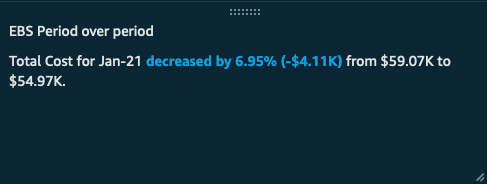 EBS Period over period
Total Cost for Jan-21 decreased by 6.95% (-$4.11K) from $59.07K to
$54.97K.